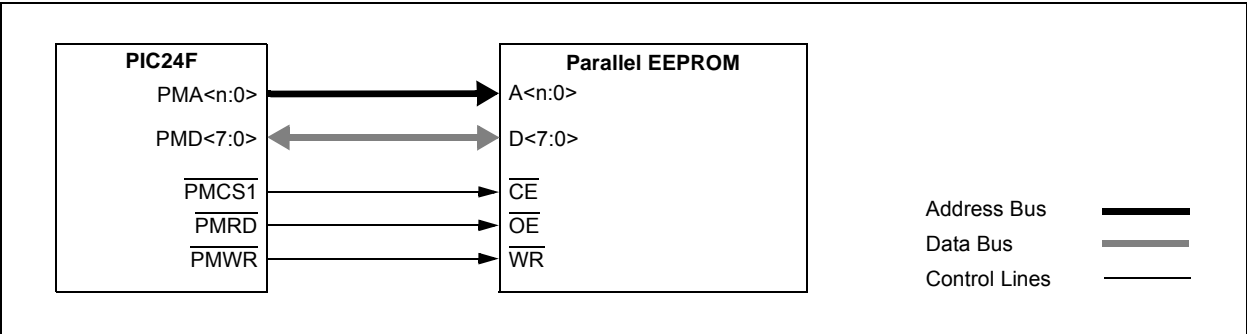 PIC24F
PMA<n:0>
PMD<7:0>
PMCS1
PMRD
PMWR
Parallel EEPROM
A<n:0>
D<7:0>
CE
OE
WR
Address Bus
Data Bus
Control Lines